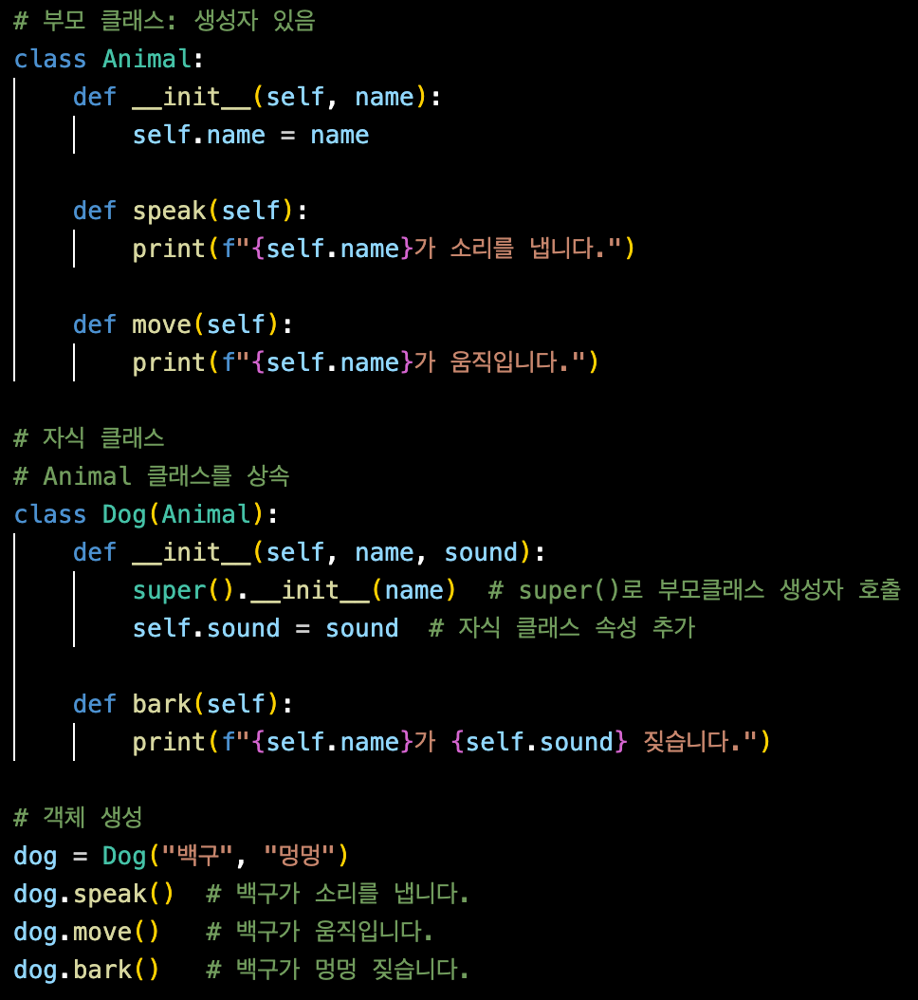 # 부모 클래스: 생성자 있음
class Animal:
    def __init__(self, name):
        self.name = name

    def speak(self):
        print(f"{self.name}가 소리를 냅니다.")

    def move(self):
        print(f"{self.name}가 움직입니다.")

# 자식 클래스
# Animal 클래스를 상속
class Dog(Animal):
    def __init__(self, name, sound):
        super().__init__(name)  # super()로 부모클래스 생성자 호출
        self.sound = sound  # 자식 클래스 속성 추가

    def bark(self):
        print(f"{self.name}가 {self.sound} 짖습니다.")

# 객체 생성
dog = Dog("백구", "멍멍")
dog.speak()  # 백구가 소리를 냅니다.
dog.move()   # 백구가 움직입니다.
dog.bark()   # 백구가 멍멍 짖습니다.